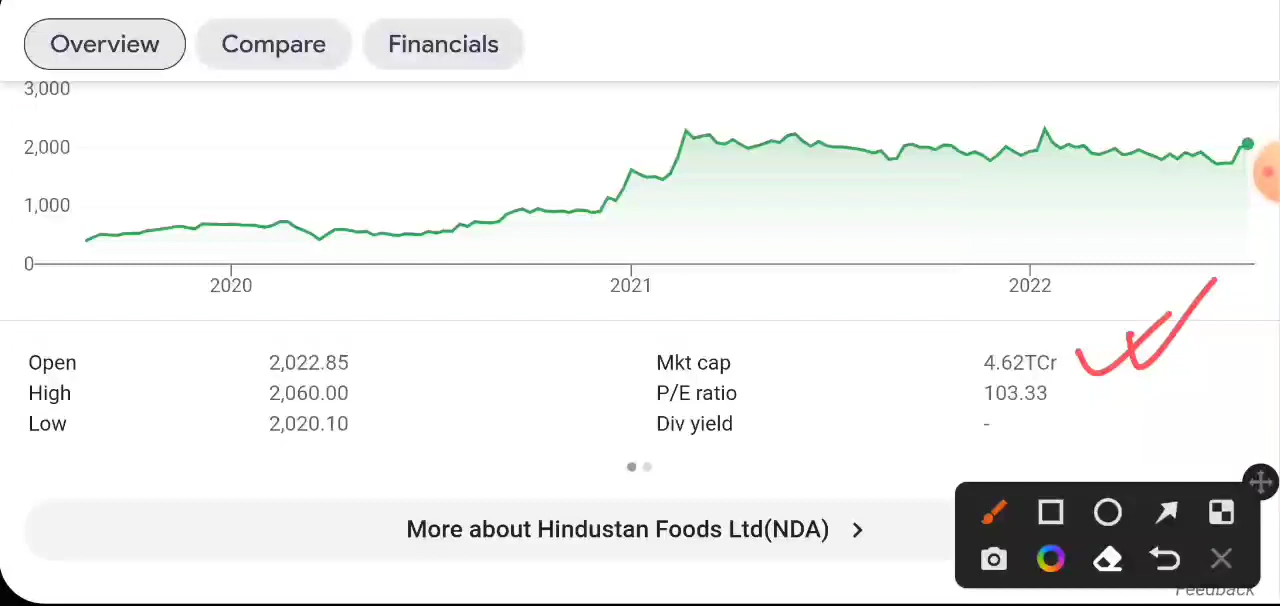 Overview Compare Financials
3,000
2,000
1,000
0
2020 2021 2022
Open 2,022.85 Mkt cap 4.62TCr
High 2,060.00 P/E ratio 103.33
Low 2,020.10 Div yield -
More about Hindustan Foods Ltd(NDA)
Feedback